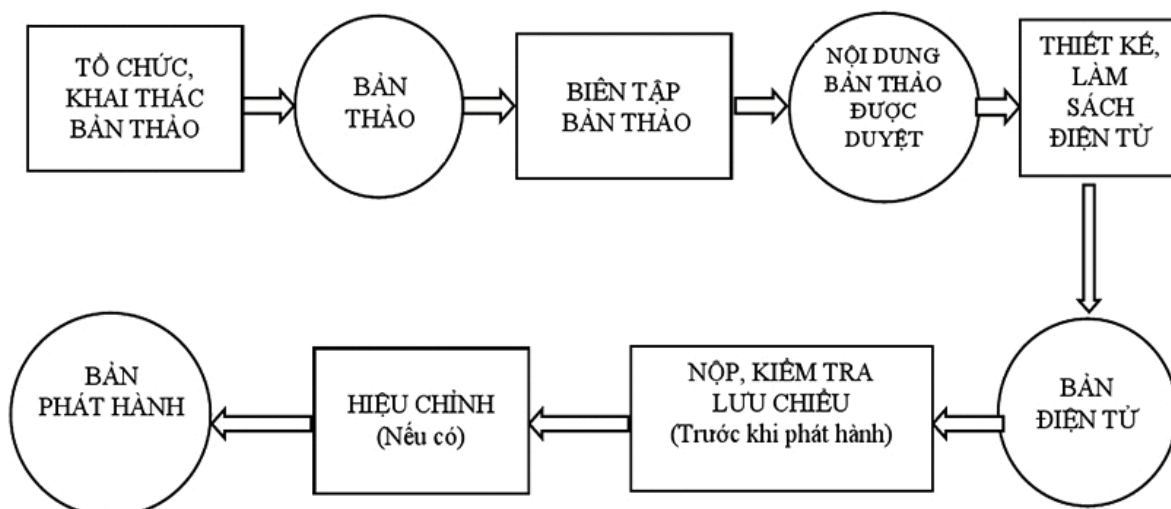 TỔ CHỨC,
KHAI THÁC
BẢN THẢO
BẢN
THẢO
BIÊN TẬP
BẢN THẢO
NỘI DUNG
BẢN THẢO
ĐƯỢC
DUYỆT
THIẾT KẾ,
LÀM
SÁCH
ĐIỆN TỬ
BẢN
ĐIỆN TỬ
NỘP, KIỂM TRA
LƯU CHIỂU
(Trước khi phát hành)
HIỆU CHỈNH
(Nếu có)
BẢN
PHÁT HÀNH